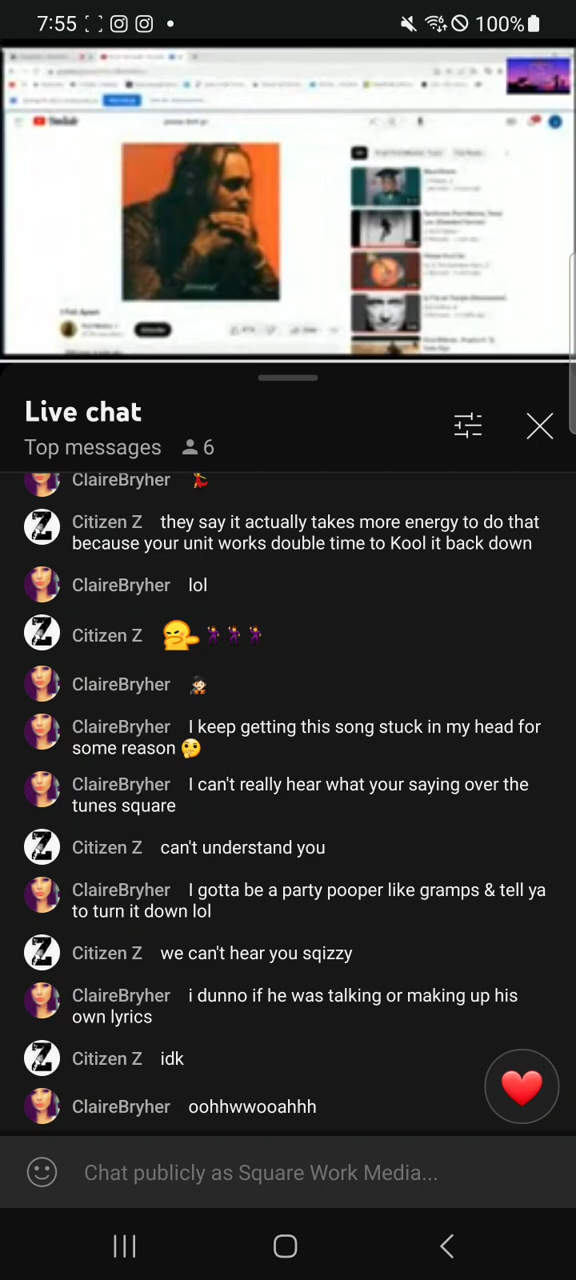 7:55
100%
YouTube
I Fall Apart
Live chat
Top messages 6
ClaireBryher 💃
Citizen Z they say it actually takes more energy to do that
because your unit works double time to Kool it back down
ClaireBryher lol
Citizen Z
ClaireBryher
ClaireBryher I keep getting this song stuck in my head for
some reason 🤔
ClaireBryher I can't really hear what your saying over the
tunes square
Citizen Z can't understand you
ClaireBryher I gotta be a party pooper like gramps & tell ya
to turn it down lol
Citizen Z we can't hear you sqizzy
ClaireBryher i dunno if he was talking or making up his
own lyrics
Citizen Z idk
ClaireBryher oohhwwooahhh
Chat publicly as Square Work Media...